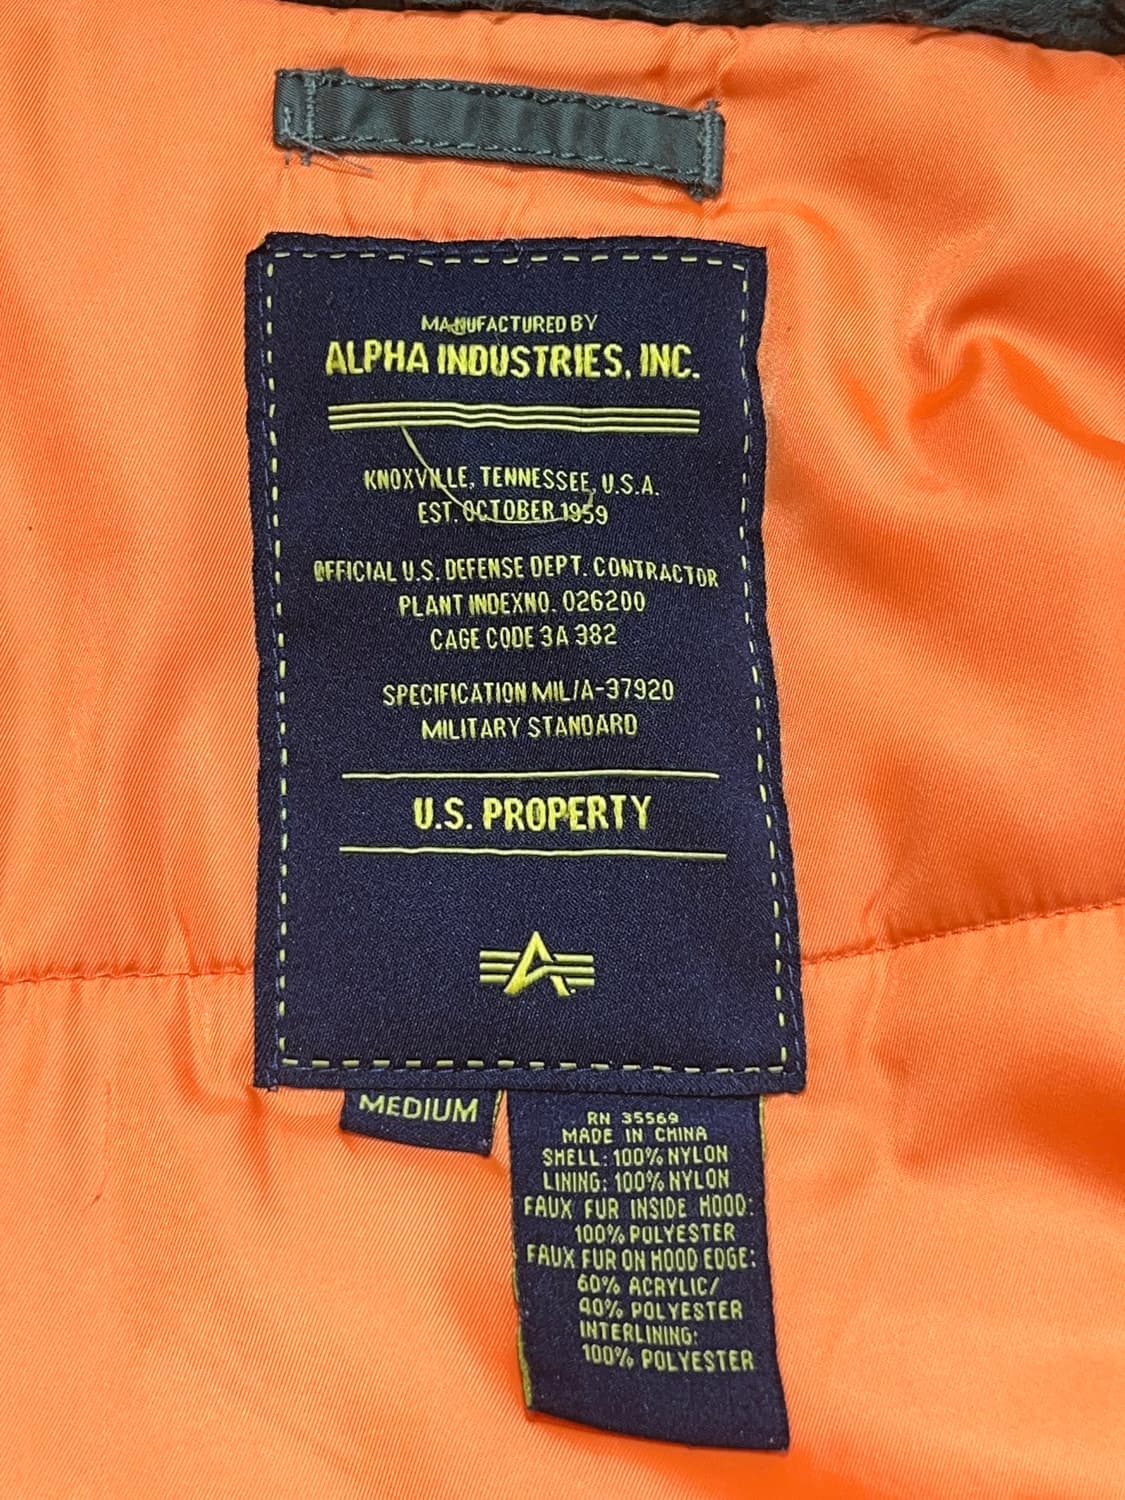 MANUFACTURED BY
ALPHA INDUSTRIES, INC.
KNOXVILLE, TENNESSEE, U.S.A.
EST. OCTOBER 1959
OFFICIAL U.S. DEFENSE DEPT. CONTRACTOR
PLANT INDEXNO. 026200
CAGE CODE 3A 382
SPECIFICATION MIL/A-37920
MILITARY STANDARD
U.S. PROPERTY
A
MEDIUM
RN 35569
MADE IN CHINA
SHELL: 100% NYLON
LINING: 100% NYLON
FAUX FUR INSIDE HOOD:
100% POLYESTER
FAUX FUR ON HOOD EDGE:
60% ACRYLIC/
40% POLYESTER
INTERLINING:
100% POLYESTER